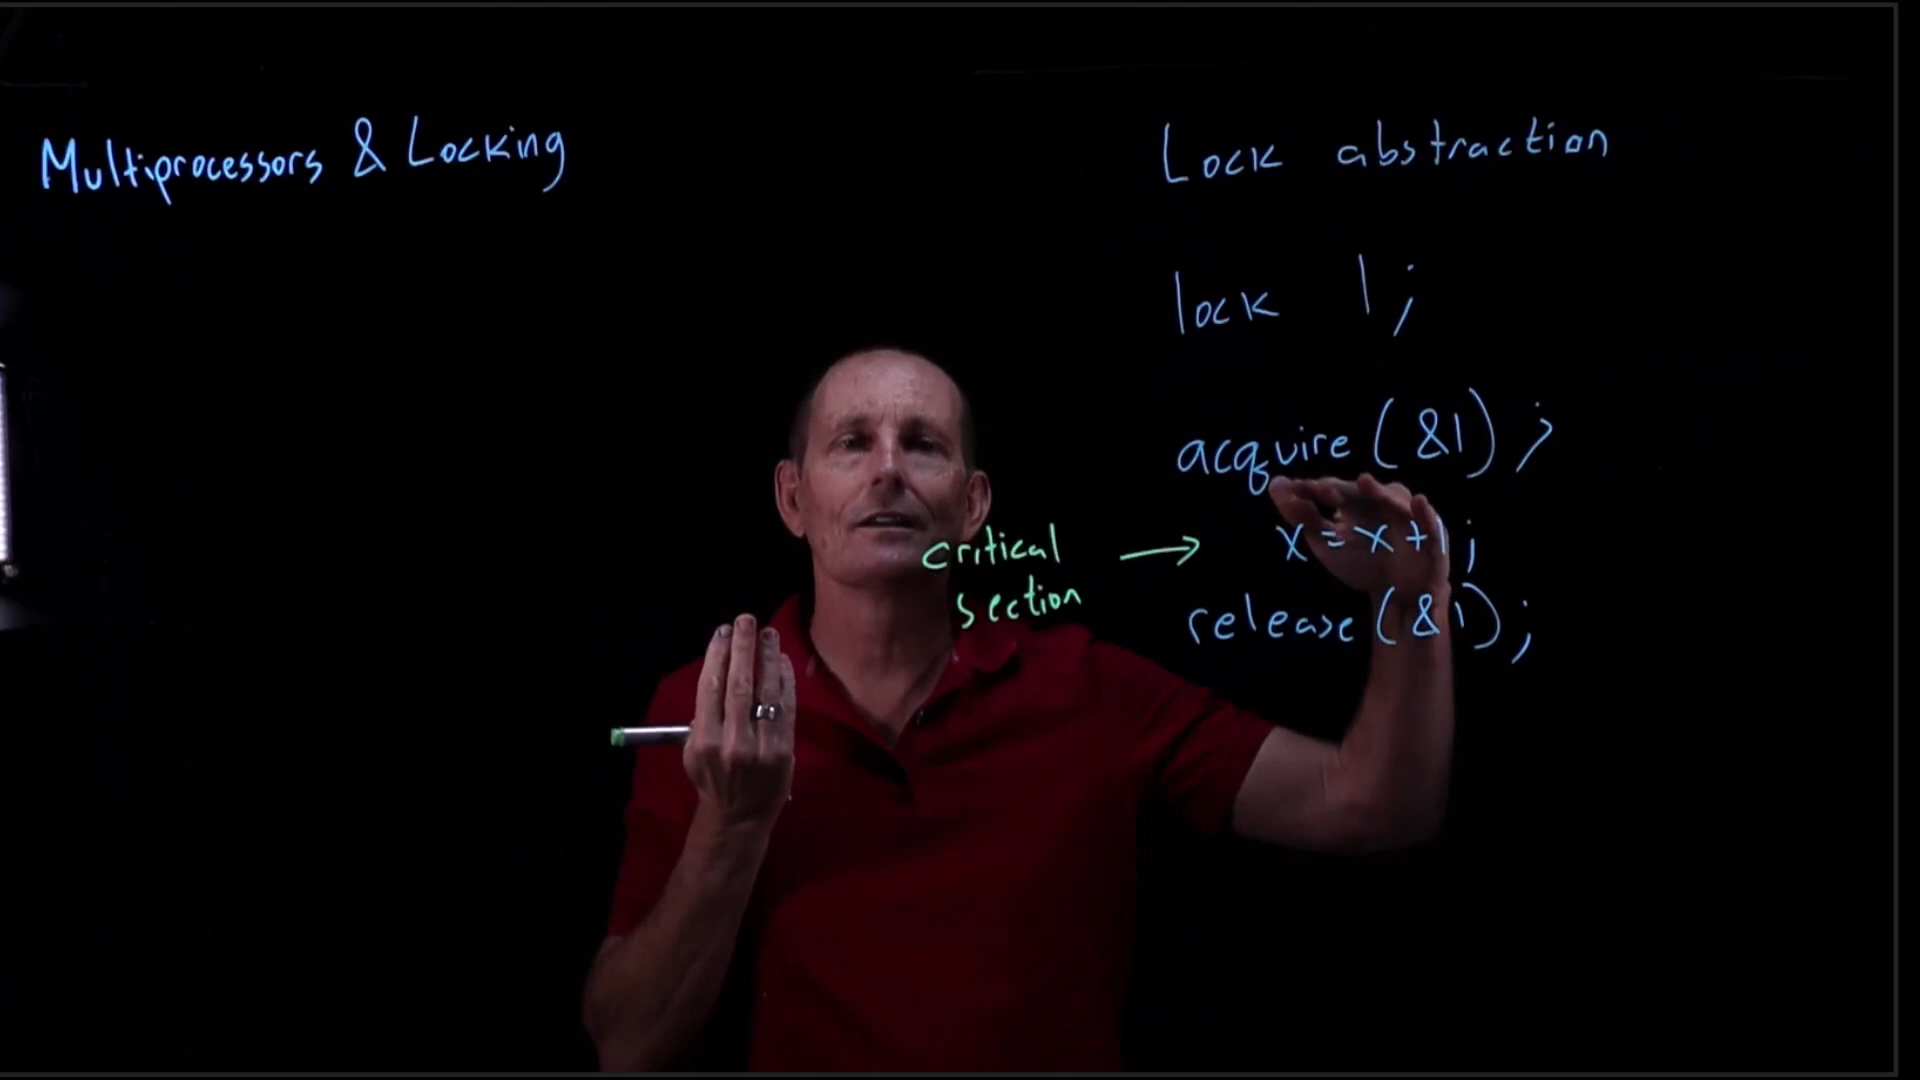 Multiprocessors & Locking
Lock abstraction
lock l;
acquire(&l);
critical → x=x+1;
section
release(&l);